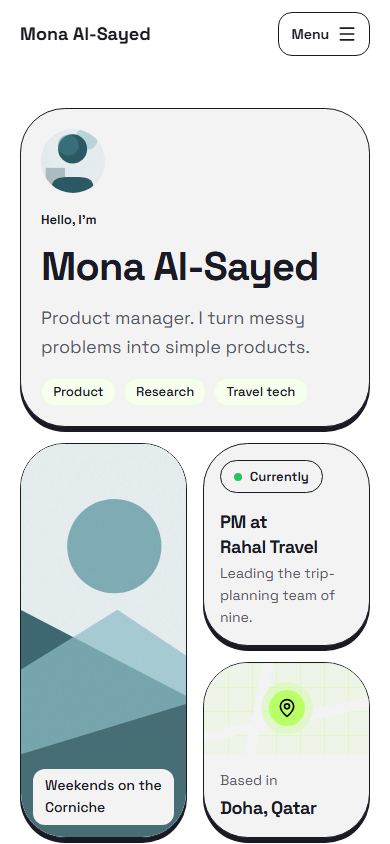 Mona Al-Sayed
Menu
Hello, I'm
Mona Al-Sayed
Product manager. I turn messy
problems into simple products.
Product
Research
Travel tech
Weekends on the
Corniche
Currently
PM at
Rahal Travel
Leading the trip-
planning team of
nine.
Based in
Doha, Qatar